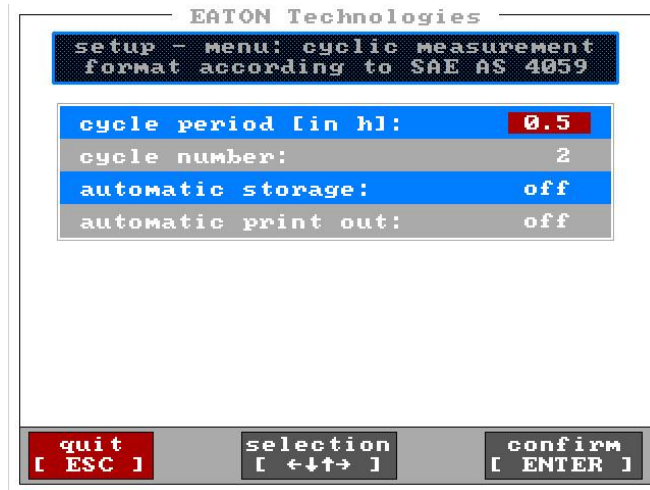 EATON Technologies
setup - menu: cyclic measurement
format according to SAE AS 4059
cycle period [in h]: 0.5
cycle number: 2
automatic storage: off
automatic print out: off
quit selection confirm
[ ESC ] [ ←↓↑→ ] [ ENTER ]